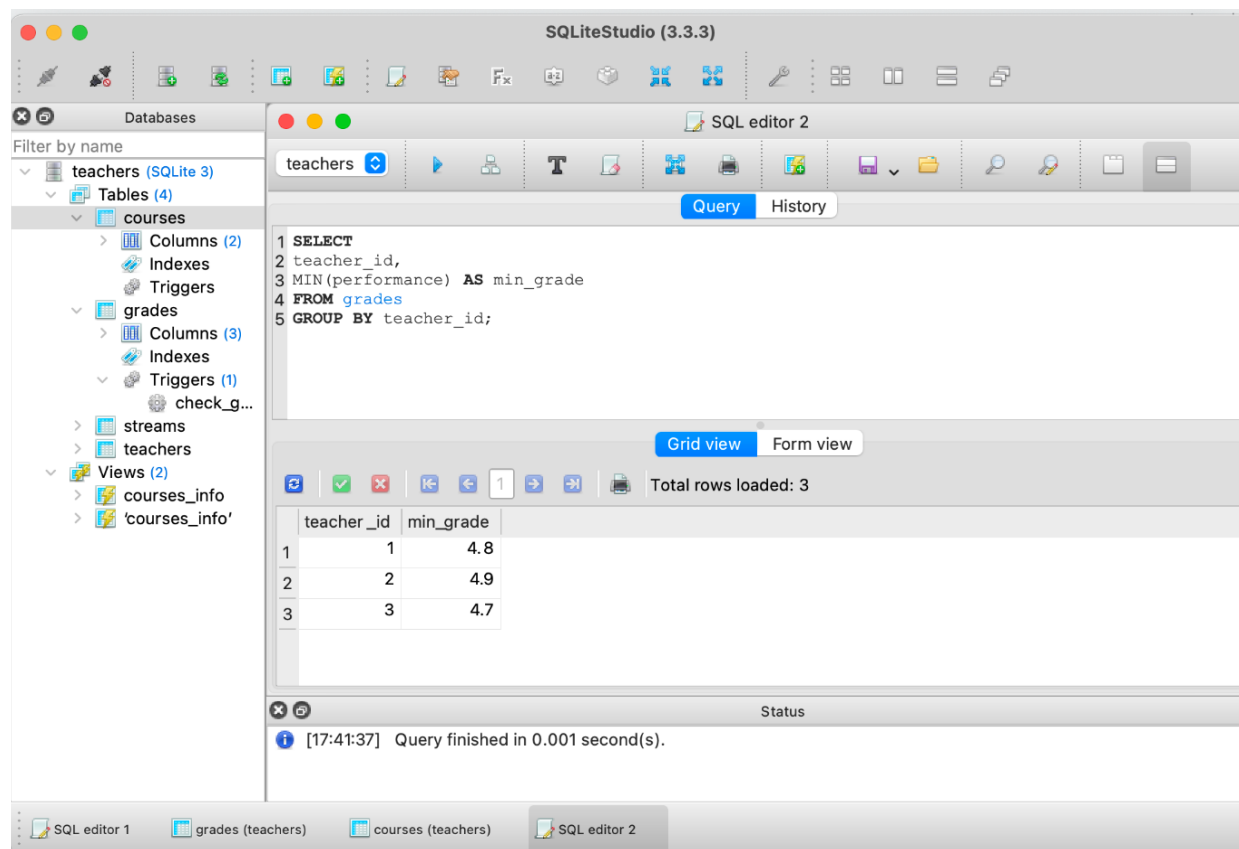 SQLiteStudio (3.3.3)
Databases
Filter by name
teachers (SQLite 3)
Tables (4)
courses
Columns (2)
Indexes
Triggers
grades
Columns (3)
Indexes
Triggers (1)
check_g...
streams
teachers
Views (2)
courses_info
'courses_info'
SQL editor 2
teachers
Query History
1 SELECT
2 teacher_id,
3 MIN(performance) AS min_grade
4 FROM grades
5 GROUP BY teacher_id;
Grid view Form view
1 Total rows loaded: 3
teacher_id min_grade
1 1 4.8
2 2 4.9
3 3 4.7
Status
[17:41:37] Query finished in 0.001 second(s).
SQL editor 1 grades (teachers) courses (teachers) SQL editor 2